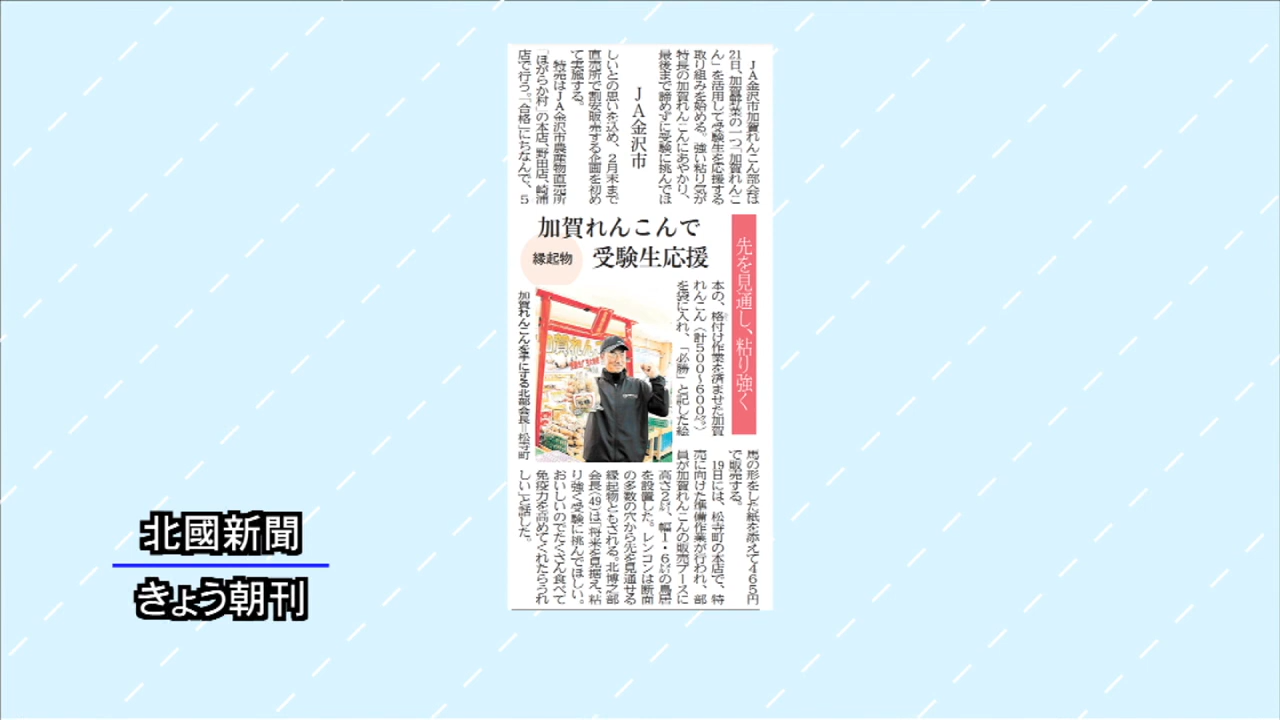 先を見通し、粘り強く
加賀れんこんで
受験生応援
縁起物
JA金沢市
JA金沢市加賀れんこん部会は
21日、加賀野菜の一つ「加賀れんこ
ん」を活用して受験生を応援する
取り組みを始める。強い粘り気が
特長の加賀れんこんにあやかり、
最後まで諦めずに受験に挑んでほ
しいとの思いを込め、2月末まで
直売所で割安販売する企画を初め
て実施する。
特売はJA金沢市農産物直売所
「ほがらか村」の本店、野田店、崎浦
店で行う。「合格」にちなんで、5
本の、格付け作業を済ませた加賀
れんこん(計500~600㌘)
を袋に入れ、「必勝」と記した絵
馬の形をした紙を添えて465円
で販売する。
19日には、松寺町の本店で、特
売に向けた準備作業が行われ、部
員が加賀れんこんの販売ブースに
高さ2㍍、幅1・6㍍の鳥居
を設置した。レンコンは断面
の多数の穴から先を見通せる
縁起物ともされる。北博之部
会長(49)は「将来を見据え、粘
り強く受験に挑んでほしい。
おいしいのでたくさん食べて
免疫力を高めてくれたらうれ
しい」と話した。
加賀れんこんを手にする北部会長=松寺町
北國新聞
きょう朝刊